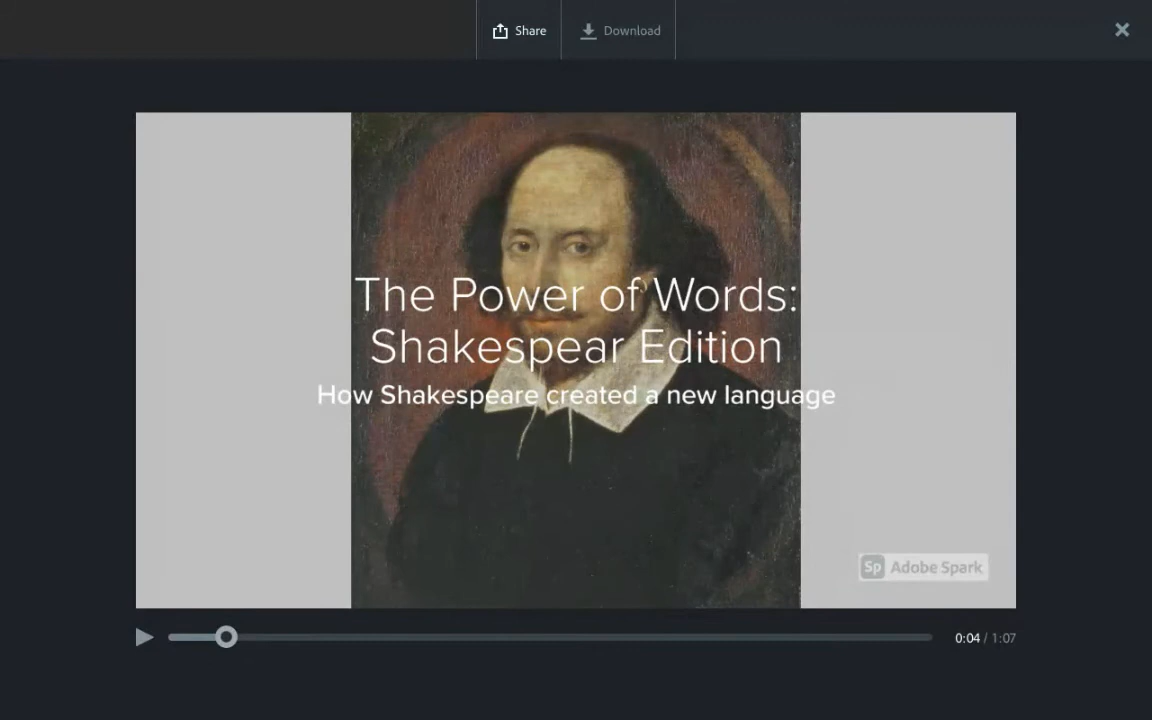 Share
Download
The Power of Words:
Shakespear Edition
How Shakespeare created a new language
Sp Adobe Spark
0:04 / 1:07